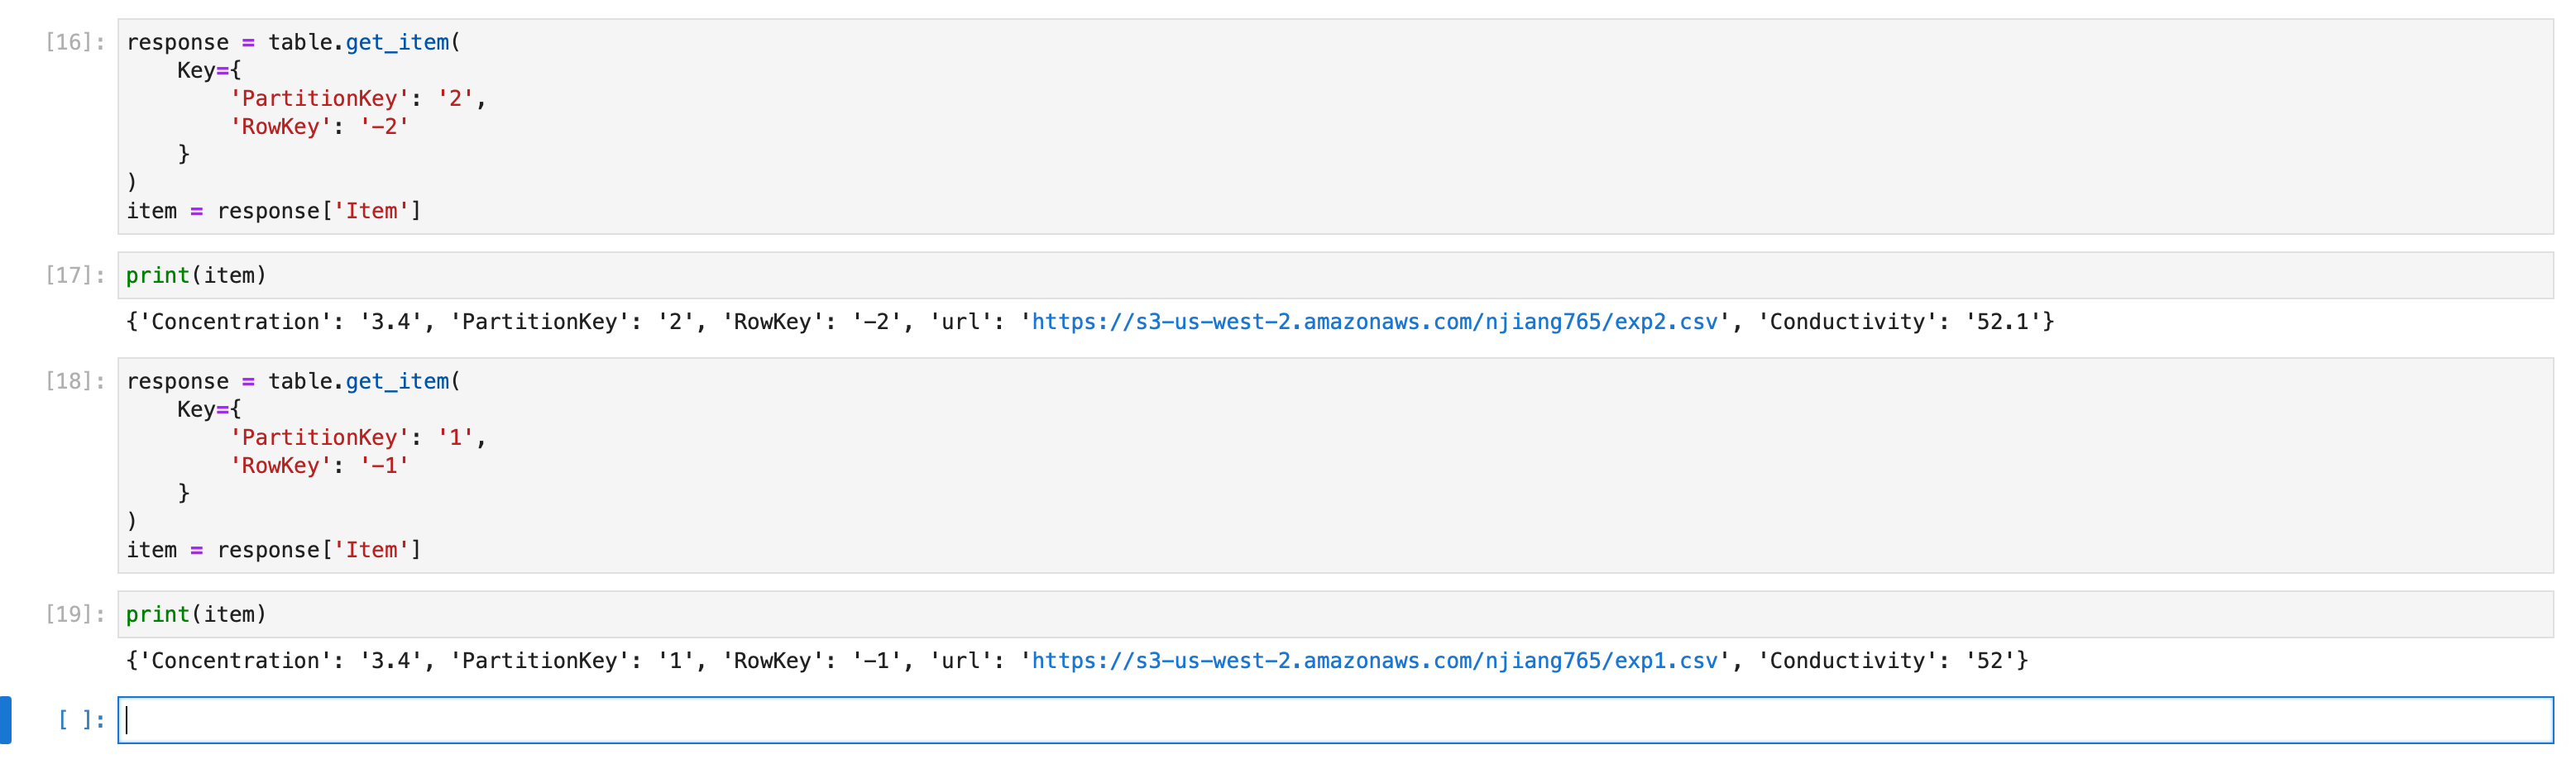 [16]: response = table.get_item(
    Key={
        'PartitionKey': '2',
        'RowKey': '-2'
    }
)
item = response['Item']
[17]: print(item)
{'Concentration': '3.4', 'PartitionKey': '2', 'RowKey': '-2', 'url': 'https://s3-us-west-2.amazonaws.com/njiang765/exp2.csv', 'Conductivity': '52.1'}
[18]: response = table.get_item(
    Key={
        'PartitionKey': '1',
        'RowKey': '-1'
    }
)
item = response['Item']
[19]: print(item)
{'Concentration': '3.4', 'PartitionKey': '1', 'RowKey': '-1', 'url': 'https://s3-us-west-2.amazonaws.com/njiang765/exp1.csv', 'Conductivity': '52'}
[ ]: